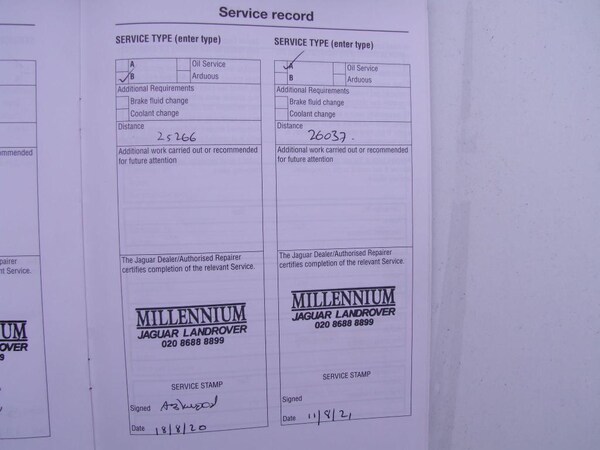 Service record
SERVICE TYPE (enter type)
A Oil Service
B Arduous
Additional Requirements
Brake fluid change
Coolant change
Distance
25266
Additional work carried out or recommended
for future attention
The Jaguar Dealer/Authorised Repairer
certifies completion of the relevant Service.
MILLENNIUM
JAGUAR LANDROVER
020 8688 8899
SERVICE STAMP
Signed
Date 18/8/20
SERVICE TYPE (enter type)
A Oil Service
B Arduous
Additional Requirements
Brake fluid change
Coolant change
Distance
26037.
Additional work carried out or recommended
for future attention
The Jaguar Dealer/Authorised Repairer
certifies completion of the relevant Service.
MILLENNIUM
JAGUAR LANDROVER
020 8688 8899
SERVICE STAMP
Signed
Date 11/8/21